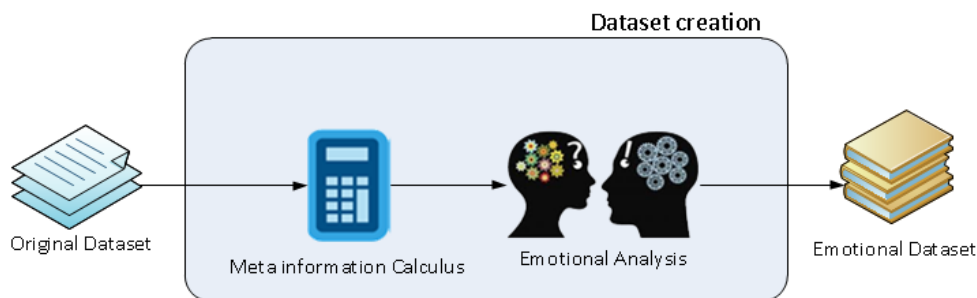 Dataset creation
Original Dataset
Meta information Calculus
? !
Emotional Analysis
Emotional Dataset